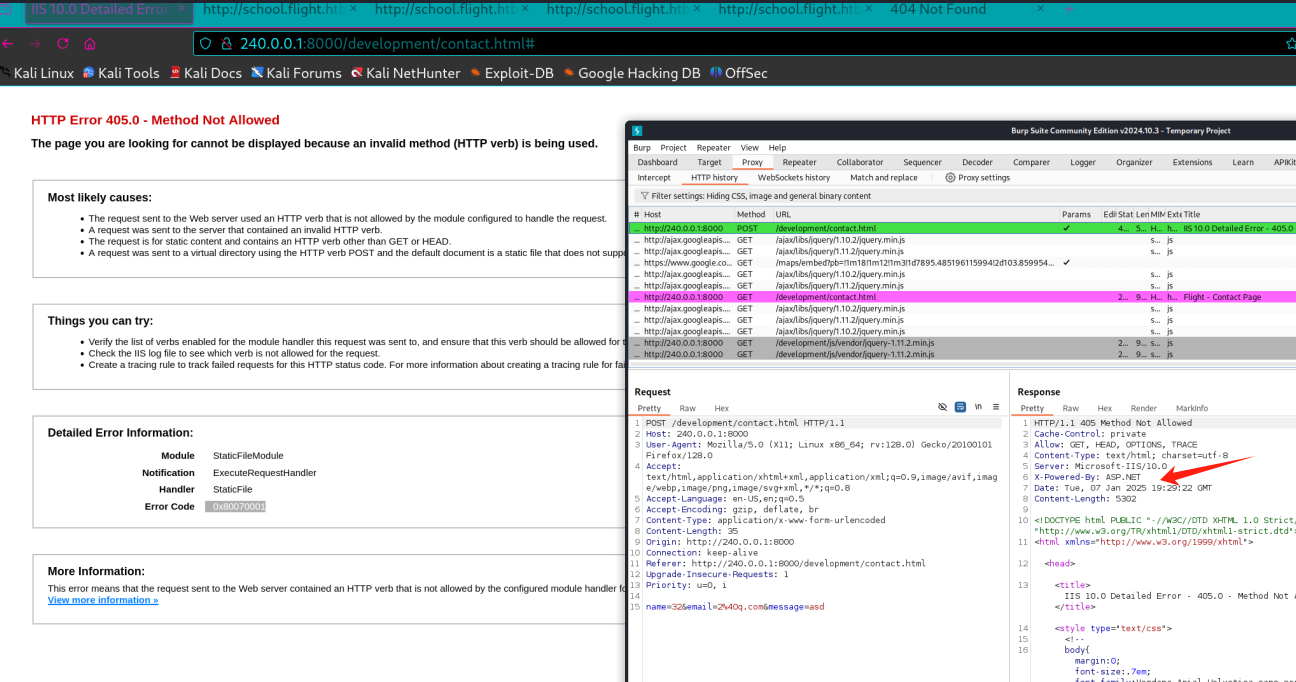 IIS 10.0 Detailed Error × http://school.flight.htb × http://school.flight.htb × http://school.flight.htb × http://school.flight.htb × 404 Not Found × +
240.0.0.1:8000/development/contact.html#
Kali Linux Kali Tools Kali Docs Kali Forums Kali NetHunter Exploit-DB Google Hacking DB OffSec
HTTP Error 405.0 - Method Not Allowed
The page you are looking for cannot be displayed because an invalid method (HTTP verb) is being used.
Most likely causes:
• The request sent to the Web server used an HTTP verb that is not allowed by the module configured to handle the request.
• A request was sent to the server that contained an invalid HTTP verb.
• The request is for static content and contains an HTTP verb other than GET or HEAD.
• A request was sent to a virtual directory using the HTTP verb POST and the default document is a static file that does not supp
Things you can try:
• Verify the list of verbs enabled for the module handler this request was sent to, and ensure that this verb should be allowed for t
• Check the IIS log file to see which verb is not allowed for the request.
• Create a tracing rule to track failed requests for this HTTP status code. For more information about creating a tracing rule for fai
Detailed Error Information:
Module StaticFileModule
Notification ExecuteRequestHandler
Handler StaticFile
Error Code 0x80070001
More Information:
This error means that the request sent to the Web server contained an HTTP verb that is not allowed by the configured module handler fo
View more information »
Burp Suite Community Edition v2024.10.3 - Temporary Project
Burp Project Repeater View Help
Dashboard Target Proxy Repeater Collaborator Sequencer Decoder Comparer Logger Organizer Extensions Learn APIKit
Intercept HTTP history WebSockets history Match and replace Proxy settings
Filter settings: Hiding CSS, image and general binary content
# Host Method URL Params Edi Stat Len MIM Exte Title
... http://240.0.0.1:8000 POST /development/contact.html ✓ 4... 5... H... h... IIS 10.0 Detailed Error - 405.0
... http://ajax.googleapis.... GET /ajax/libs/jquery/1.10.2/jquery.min.js s... js
... http://ajax.googleapis.... GET /ajax/libs/jquery/1.11.2/jquery.min.js s... js
... https://www.google.co... GET /maps/embed?pb=!1m18!1m12!1m3!1d7895.485196115994!2d103.859954... ✓
... http://ajax.googleapis.... GET /ajax/libs/jquery/1.10.2/jquery.min.js s... js
... http://ajax.googleapis.... GET /ajax/libs/jquery/1.11.2/jquery.min.js s... js
... http://240.0.0.1:8000 GET /development/contact.html 2... 9... H... h... Flight - Contact Page
... http://ajax.googleapis.... GET /ajax/libs/jquery/1.11.2/jquery.min.js s... js
... http://ajax.googleapis.... GET /ajax/libs/jquery/1.11.2/jquery.min.js s... js
... http://ajax.googleapis.... GET /ajax/libs/jquery/1.10.2/jquery.min.js s... js
... http://240.0.0.1:8000 GET /development/js/vendor/jquery-1.11.2.min.js 2... 9... s... js
... http://240.0.0.1:8000 GET /development/js/vendor/jquery-1.11.2.min.js 2... 9... s... js
Request
Pretty Raw Hex \n
1 POST /development/contact.html HTTP/1.1
2 Host: 240.0.0.1:8000
3 User-Agent: Mozilla/5.0 (X11; Linux x86_64; rv:128.0) Gecko/20100101
Firefox/128.0
4 Accept:
text/html,application/xhtml+xml,application/xml;q=0.9,image/avif,imag
e/webp,image/png,image/svg+xml,*/*;q=0.8
5 Accept-Language: en-US,en;q=0.5
6 Accept-Encoding: gzip, deflate, br
7 Content-Type: application/x-www-form-urlencoded
8 Content-Length: 35
9 Origin: http://240.0.0.1:8000
10 Connection: keep-alive
11 Referer: http://240.0.0.1:8000/development/contact.html
12 Upgrade-Insecure-Requests: 1
13 Priority: u=0, i
14
15 name=32&email=2%40q.com&message=asd
Response
Pretty Raw Hex Render MarkInfo
1 HTTP/1.1 405 Method Not Allowed
2 Cache-Control: private
3 Allow: GET, HEAD, OPTIONS, TRACE
4 Content-Type: text/html; charset=utf-8
5 Server: Microsoft-IIS/10.0
6 X-Powered-By: ASP.NET
7 Date: Tue, 07 Jan 2025 19:29:22 GMT
8 Content-Length: 5302
9
10 <!DOCTYPE html PUBLIC "-//W3C//DTD XHTML 1.0 Strict/
"http://www.w3.org/TR/xhtml1/DTD/xhtml1-strict.dtd">
11 <html xmlns="http://www.w3.org/1999/xhtml">
12 <head>
13 <title>
IIS 10.0 Detailed Error - 405.0 - Method Not A
</title>
14 <style type="text/css">
15 <!--
16 body{
margin:0;
font-size:.7em;